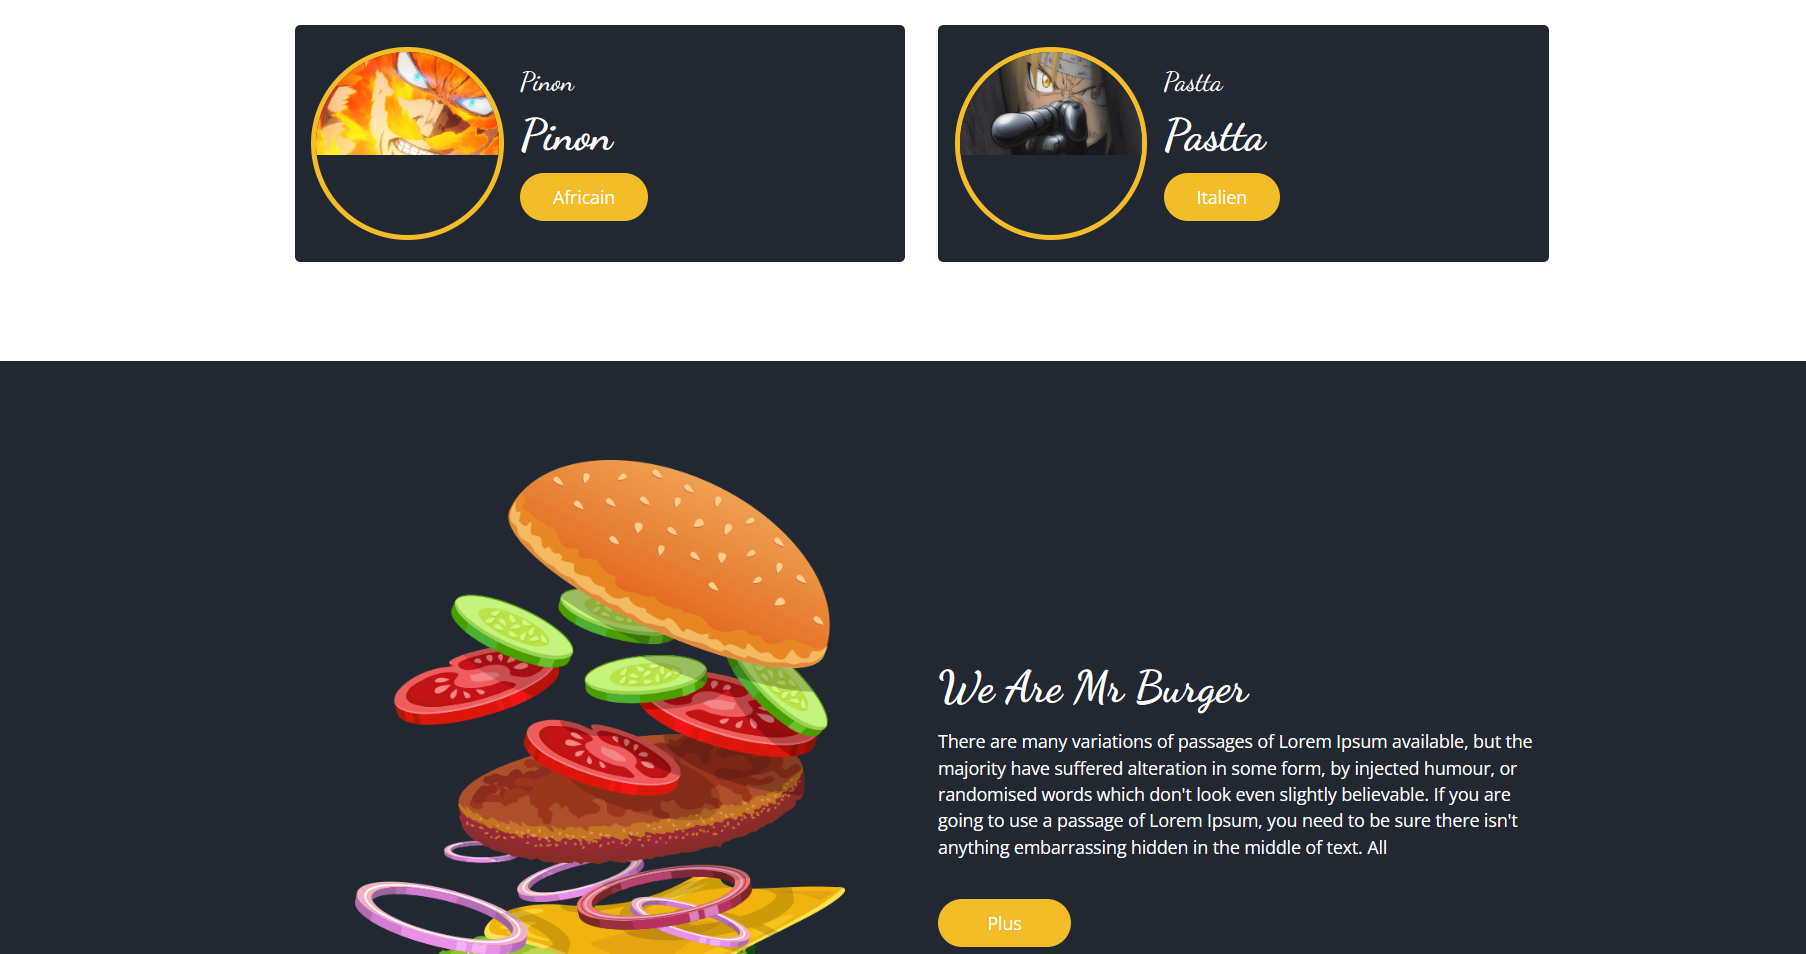 Pinon
Pinon
Africain
Pastta
Pastta
Italien
We Are Mr Burger
There are many variations of passages of Lorem Ipsum available, but the
majority have suffered alteration in some form, by injected humour, or
randomised words which don't look even slightly believable. If you are
going to use a passage of Lorem Ipsum, you need to be sure there isn't
anything embarrassing hidden in the middle of text. All
Plus